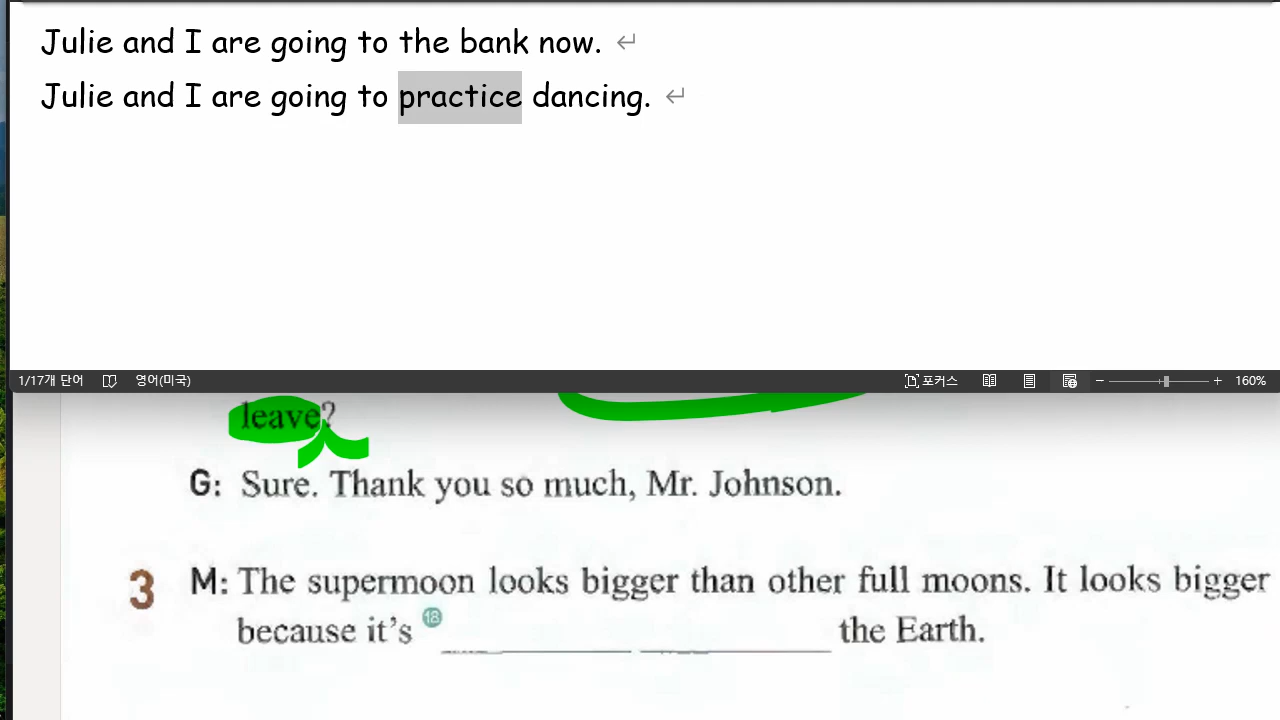 Julie and I are going to the bank now.
Julie and I are going to practice dancing.
1/17개 단어 영어(미국) 포커스 160%
leave?
G: Sure. Thank you so much, Mr. Johnson.
3 M: The supermoon looks bigger than other full moons. It looks bigger
because it's 18 the Earth.